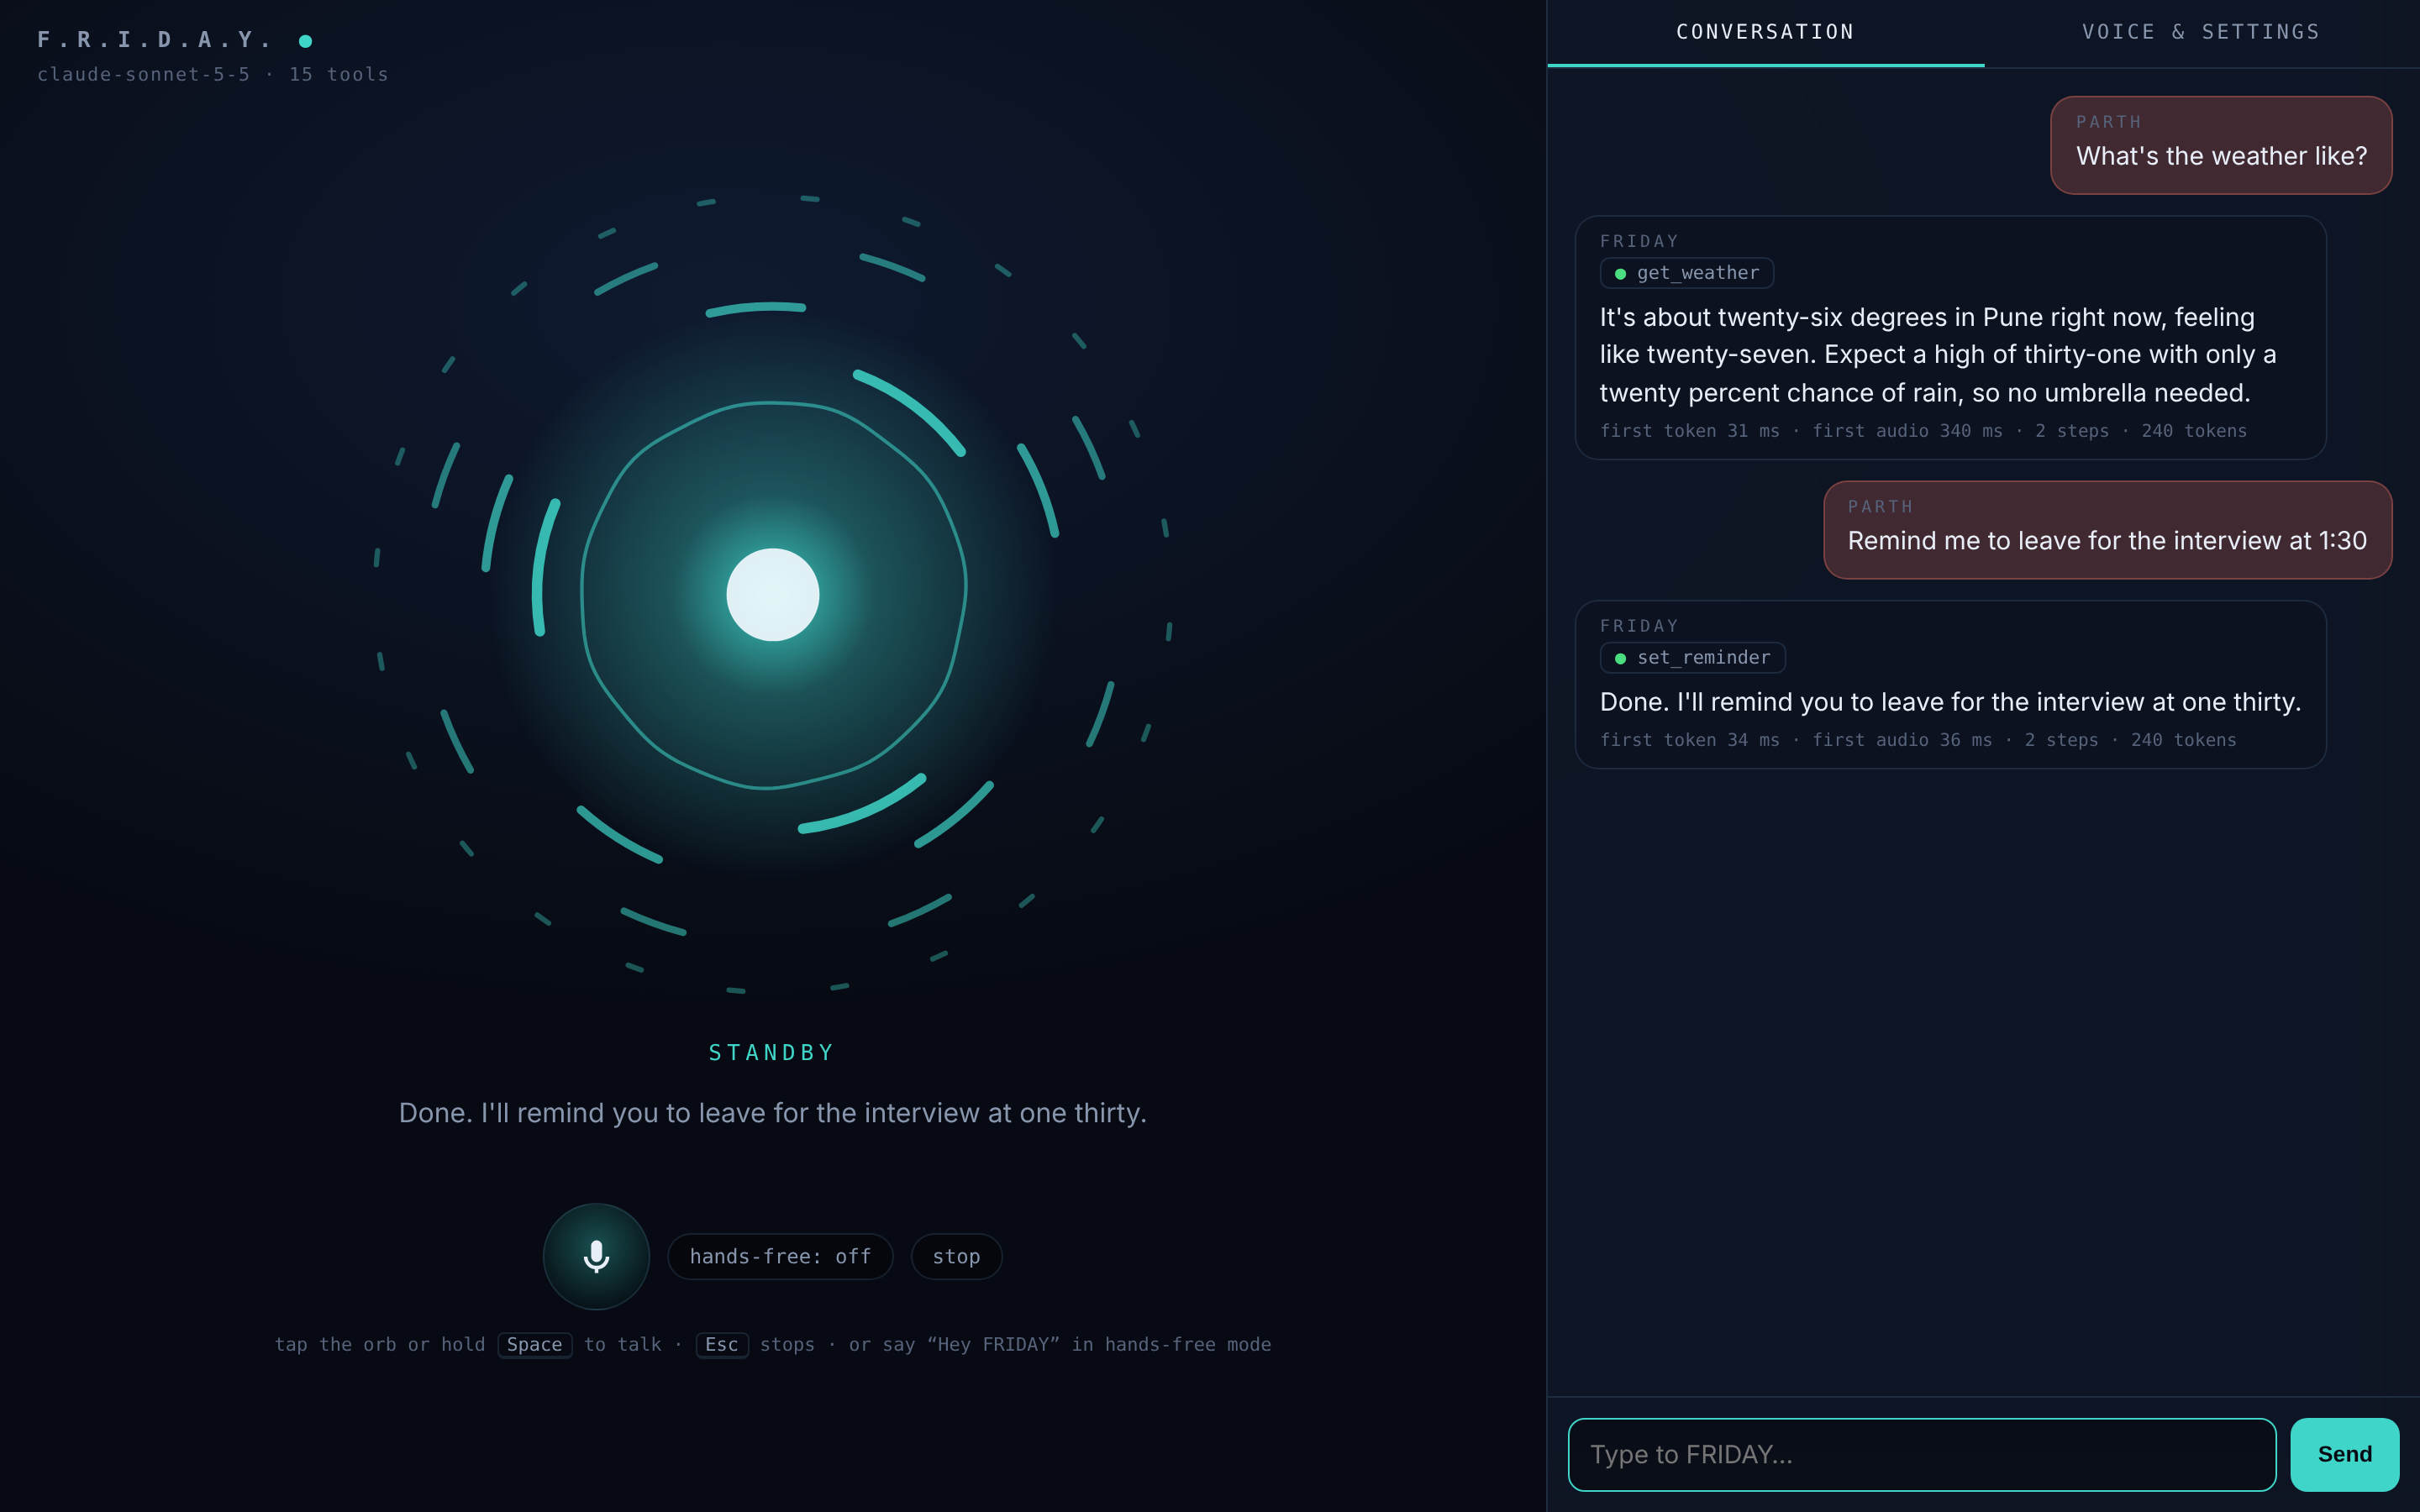 F.R.I.D.A.Y.
claude-sonnet-5-5 · 15 tools
STANDBY
Done. I'll remind you to leave for the interview at one thirty.
hands-free: off
stop
tap the orb or hold Space to talk · Esc stops · or say “Hey FRIDAY” in hands-free mode
CONVERSATION
VOICE & SETTINGS
PARTH
What's the weather like?
FRIDAY
get_weather
It's about twenty-six degrees in Pune right now, feeling
like twenty-seven. Expect a high of thirty-one with only a
twenty percent chance of rain, so no umbrella needed.
first token 31 ms · first audio 340 ms · 2 steps · 240 tokens
PARTH
Remind me to leave for the interview at 1:30
FRIDAY
set_reminder
Done. I'll remind you to leave for the interview at one thirty.
first token 34 ms · first audio 36 ms · 2 steps · 240 tokens
Type to FRIDAY...
Send